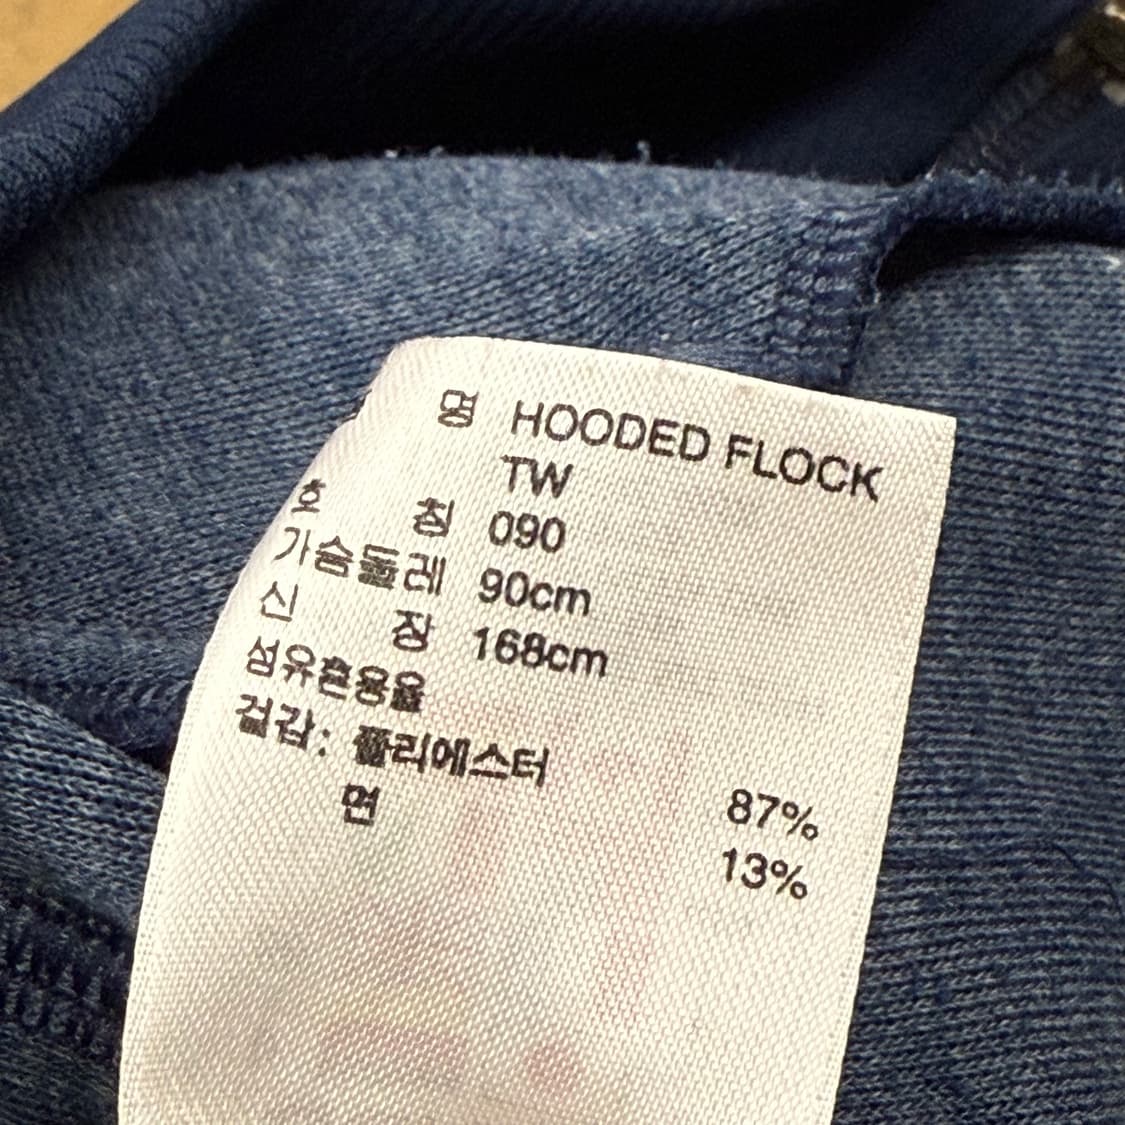 명 HOODED FLOCK
TW
호 칭 090
가슴둘레 90cm
신 장 168cm
섬유혼용율
겉감: 폴리에스터 87%
면 13%